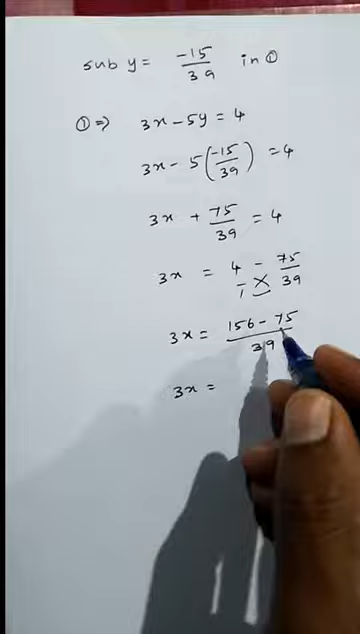 sub y = -15/39 in ①
① ⇒ 3x - 5y = 4
3x - 5(-15/39) = 4
3x + 75/39 = 4
3x = 4/1 - 75/39
3x = 156 - 75/39
3x =